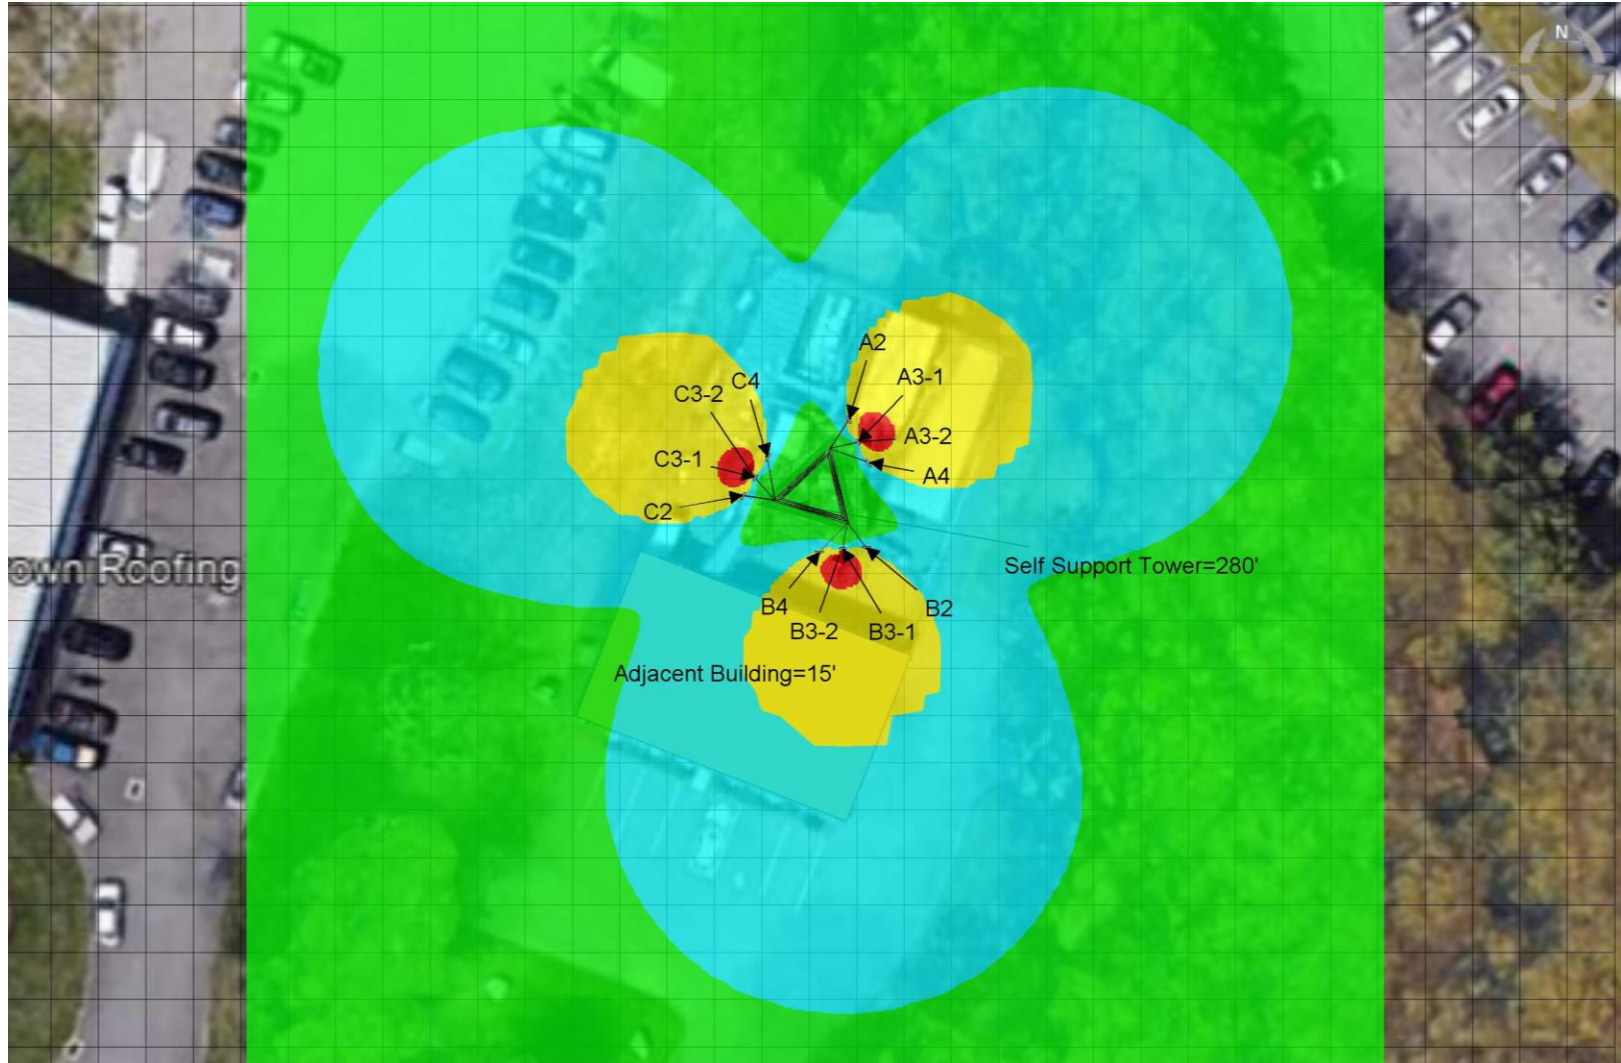 N
A2
A3-1
C4
C3-2
A3-2
C3-1
A4
C2
Self Support Tower=280'
own Roofing
B4
B2
B3-2
B3-1
Adjacent Building=15'